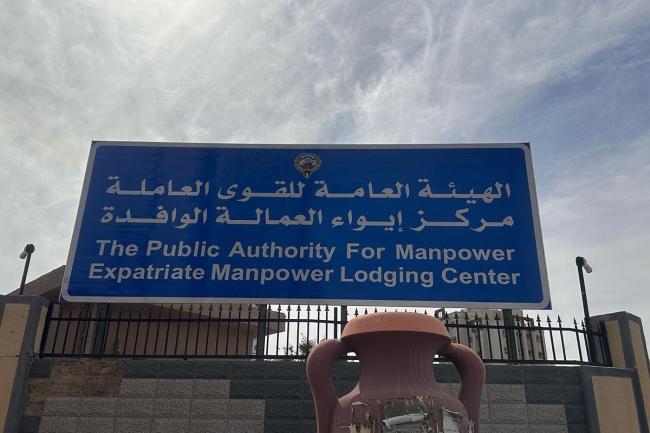 الهيئة العامة للقوى العاملة
مركز إيواء العمالة الوافدة
The Public Authority For Manpower
Expatriate Manpower Lodging Center